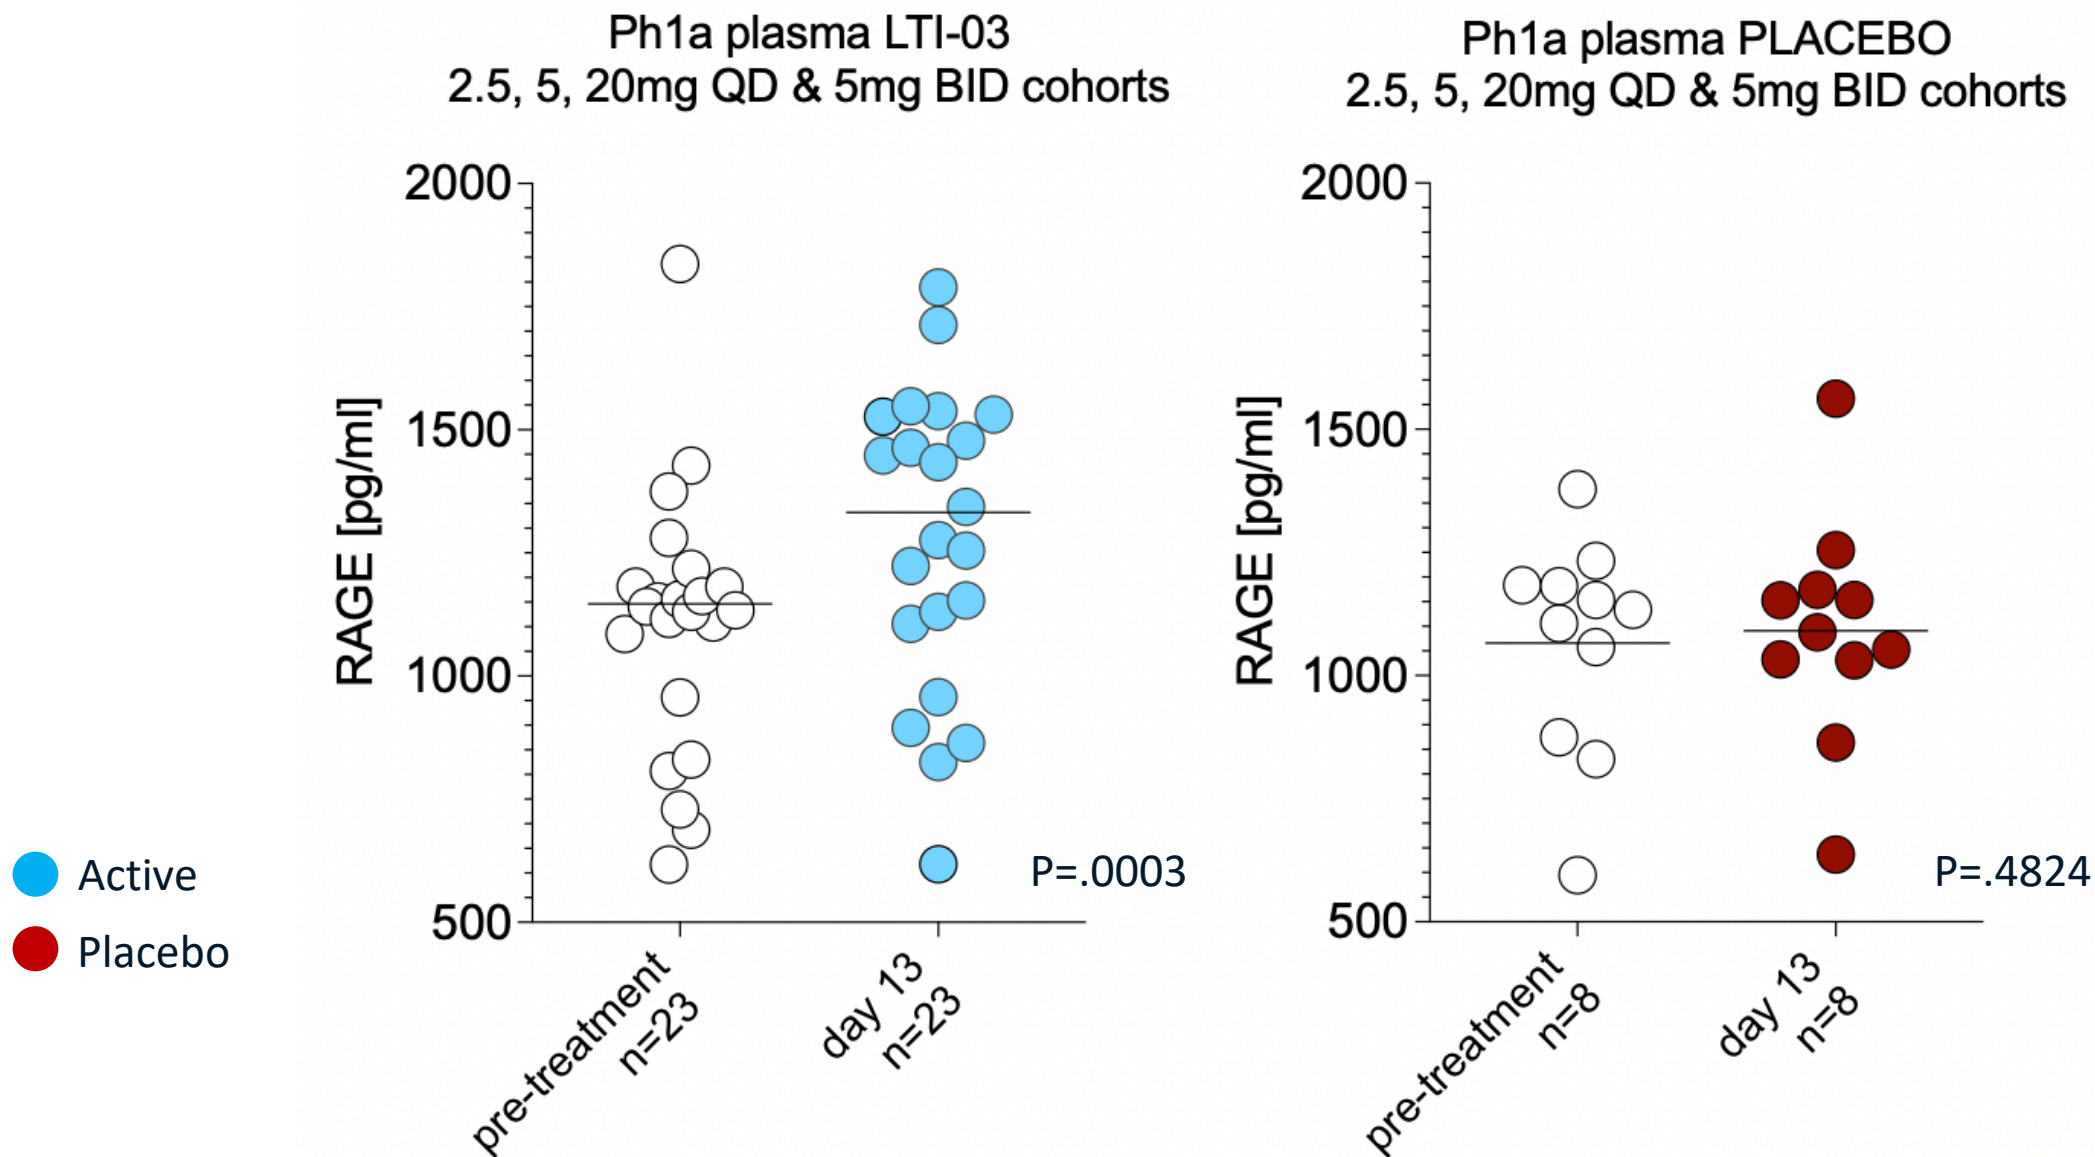 Ph1a plasma LTI-03
2.5, 5, 20mg QD & 5mg BID cohorts
RAGE [pg/ml]
2000
1500
1000
500
P=.0003
pre-treatment
n=23
day 13
n=23
Ph1a plasma PLACEBO
2.5, 5, 20mg QD & 5mg BID cohorts
RAGE [pg/ml]
2000
1500
1000
500
P=.4824
pre-treatment
n=8
day 13
n=8
Active
Placebo